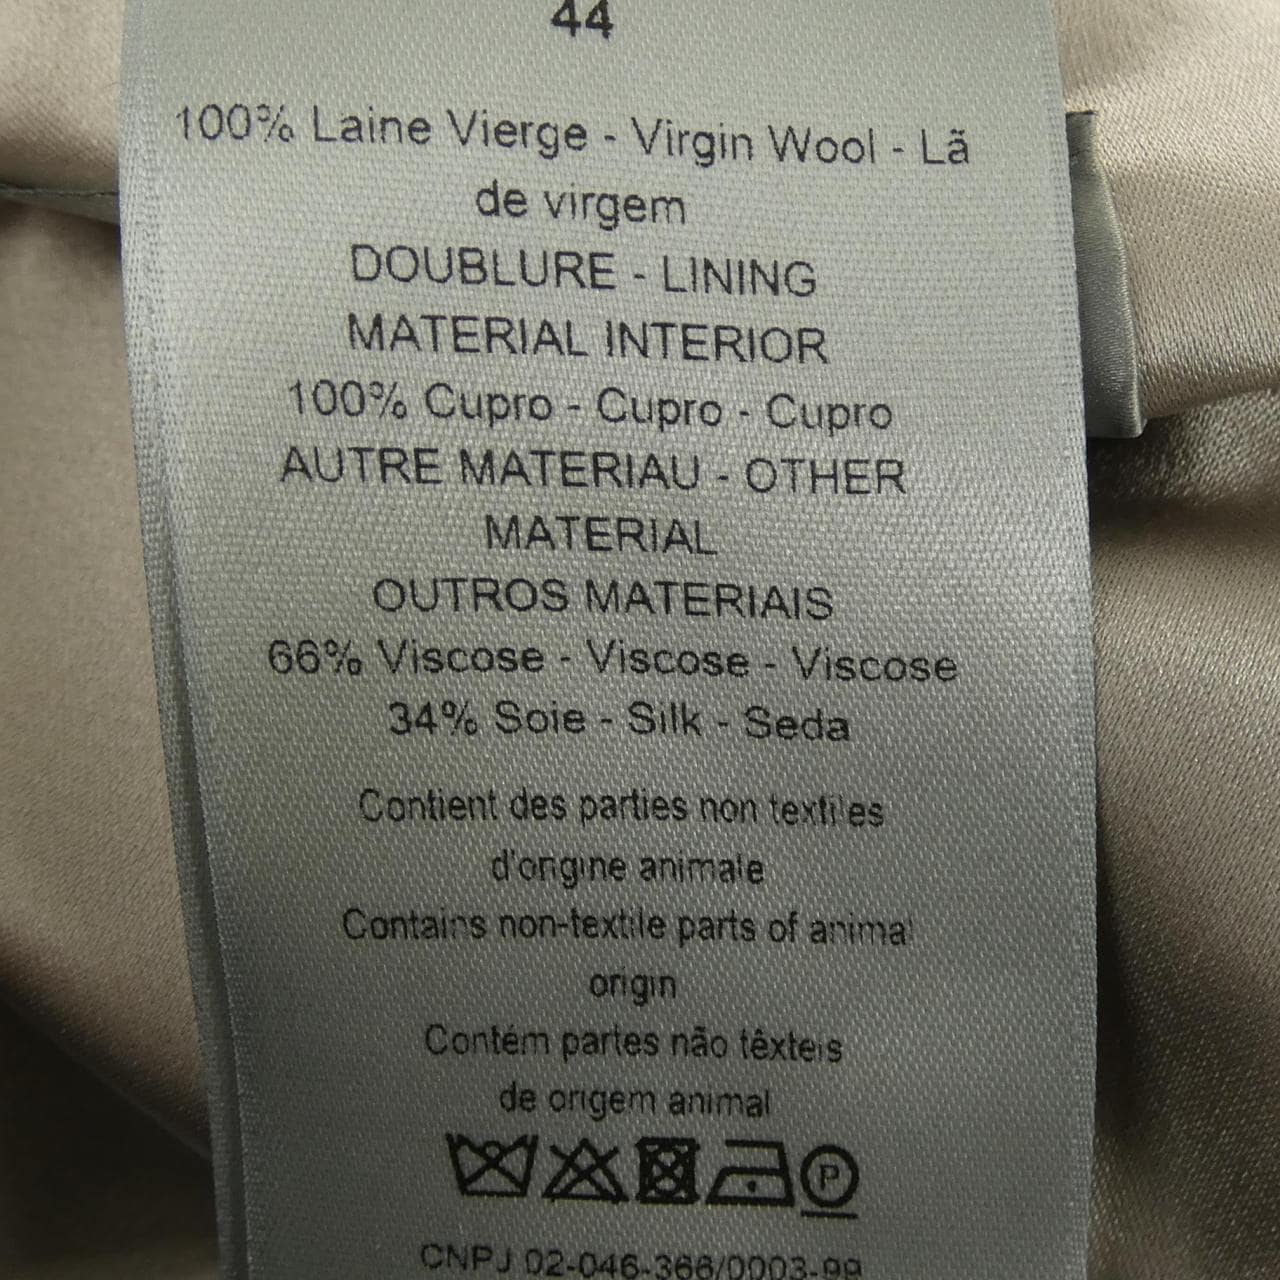 44
100% Laine Vierge - Virgin Wool - Lã
de virgem
DOUBLURE - LINING
MATERIAL INTERIOR
100% Cupro - Cupro - Cupro
AUTRE MATERIAU - OTHER
MATERIAL
OUTROS MATERIAIS
66% Viscose - Viscose - Viscose
34% Soie - Silk - Seda
Contient des parties non textiles
d'origine animale
Contains non-textile parts of animal
origin
Contém partes não têxteis
de origem animal
P
CNPJ 02-046-366/0003-99